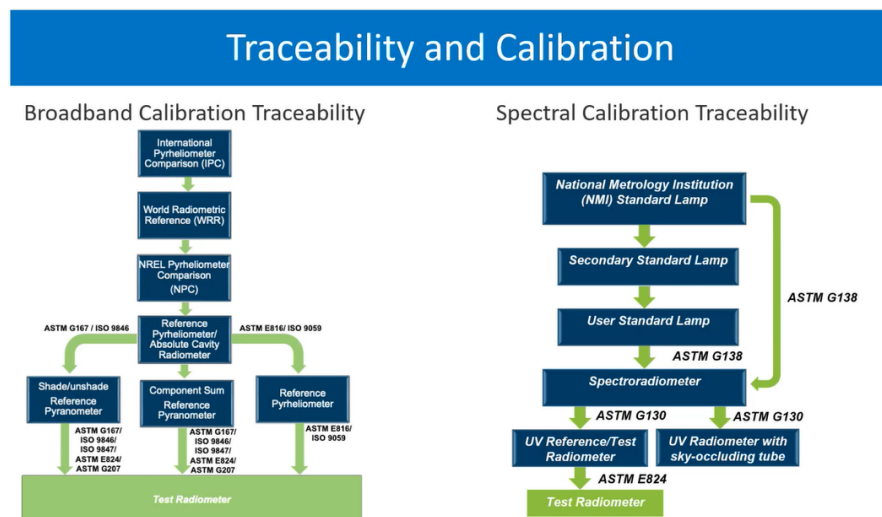 Traceability and Calibration
Broadband Calibration Traceability
International
Pyrheliometer
Comparison (IPC)
World Radiometric
Reference (WRR)
NREL Pyrheliometer
Comparison
(NPC)
ASTM G167 / ISO 9846
Reference
Pyrheliometer/
Absolute Cavity
Radiometer
ASTM E816/ ISO 9059
Shade/unshade
Reference
Pyranometer
Component Sum
Reference
Pyranometer
Reference
Pyrheliometer
ASTM G167/
ISO 9846/
ISO 9847/
ASTM E824/
ASTM G207
ASTM G167/
ISO 9846/
ISO 9847/
ASTM E824/
ASTM G207
ASTM E816/
ISO 9059
Test Radiometer
Spectral Calibration Traceability
National Metrology Institution
(NMI) Standard Lamp
Secondary Standard Lamp
ASTM G138
User Standard Lamp
ASTM G138
Spectroradiometer
ASTM G130
ASTM G130
UV Reference/Test
Radiometer
UV Radiometer with
sky-occluding tube
ASTM E824
Test Radiometer